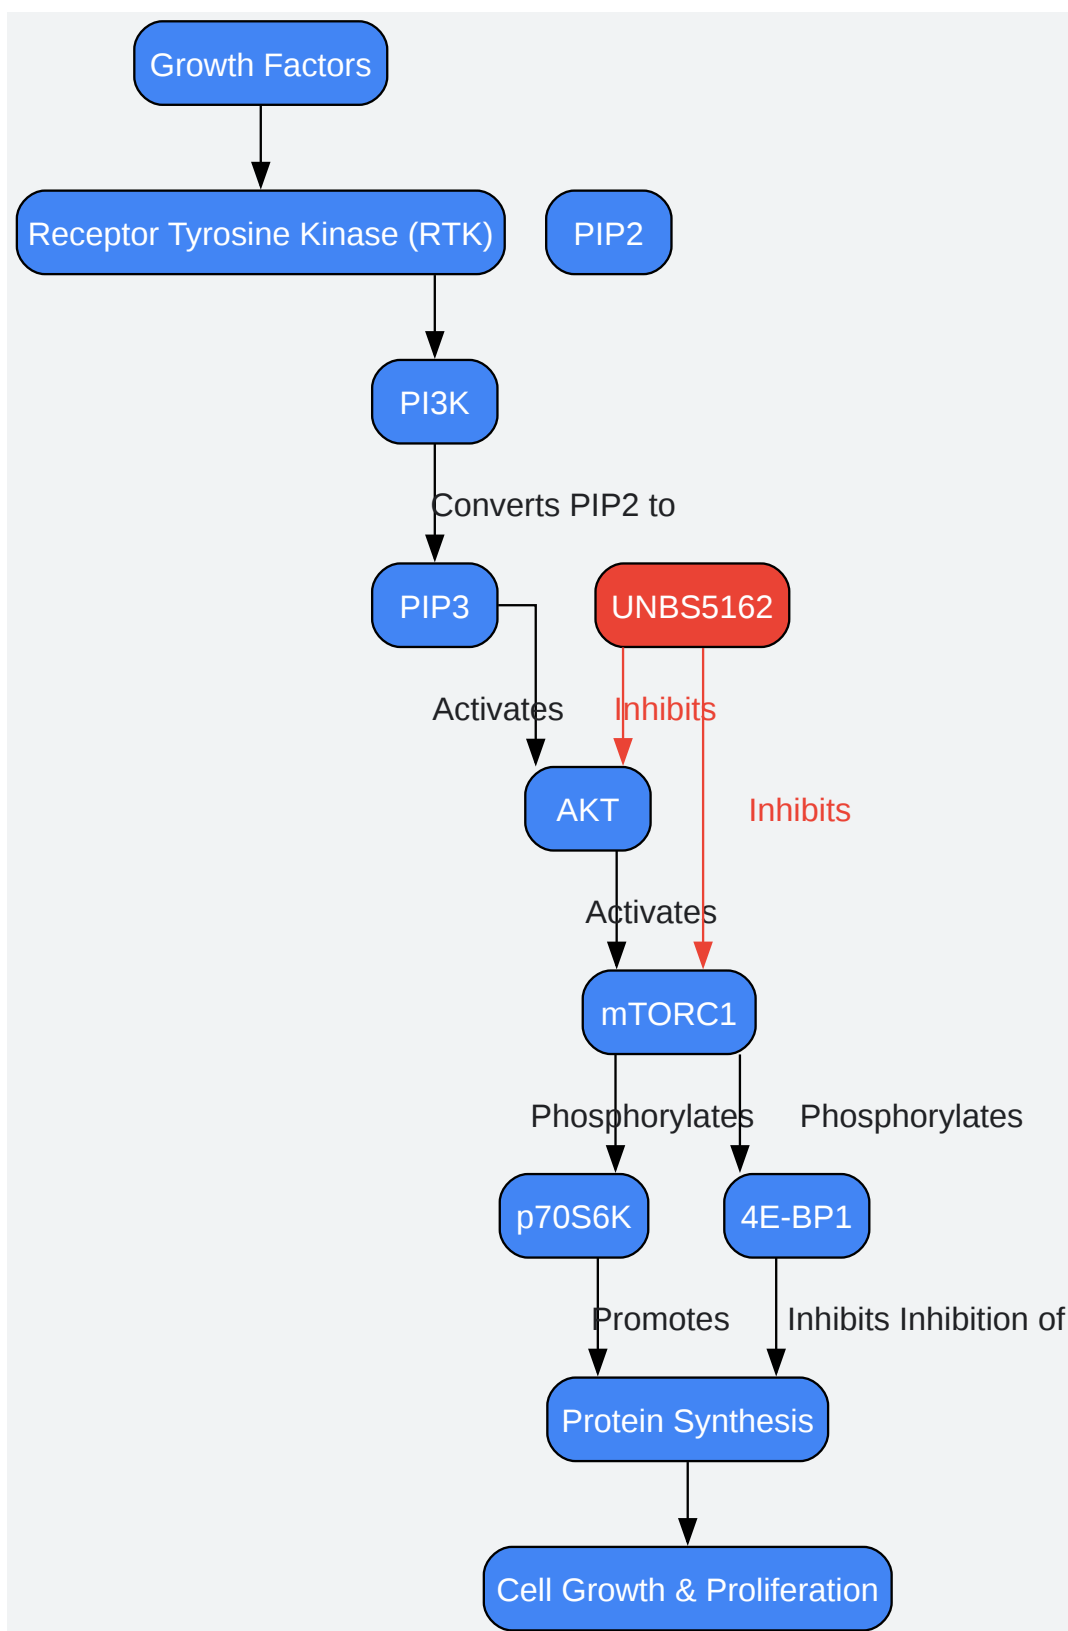 Growth Factors
Receptor Tyrosine Kinase (RTK)
PIP2
PI3K
Converts PIP2 to
PIP3
UNBS5162
Activates
Inhibits
AKT
Inhibits
Activates
mTORC1
Phosphorylates
Phosphorylates
p70S6K
4E-BP1
Promotes
Inhibits Inhibition of
Protein Synthesis
Cell Growth & Proliferation